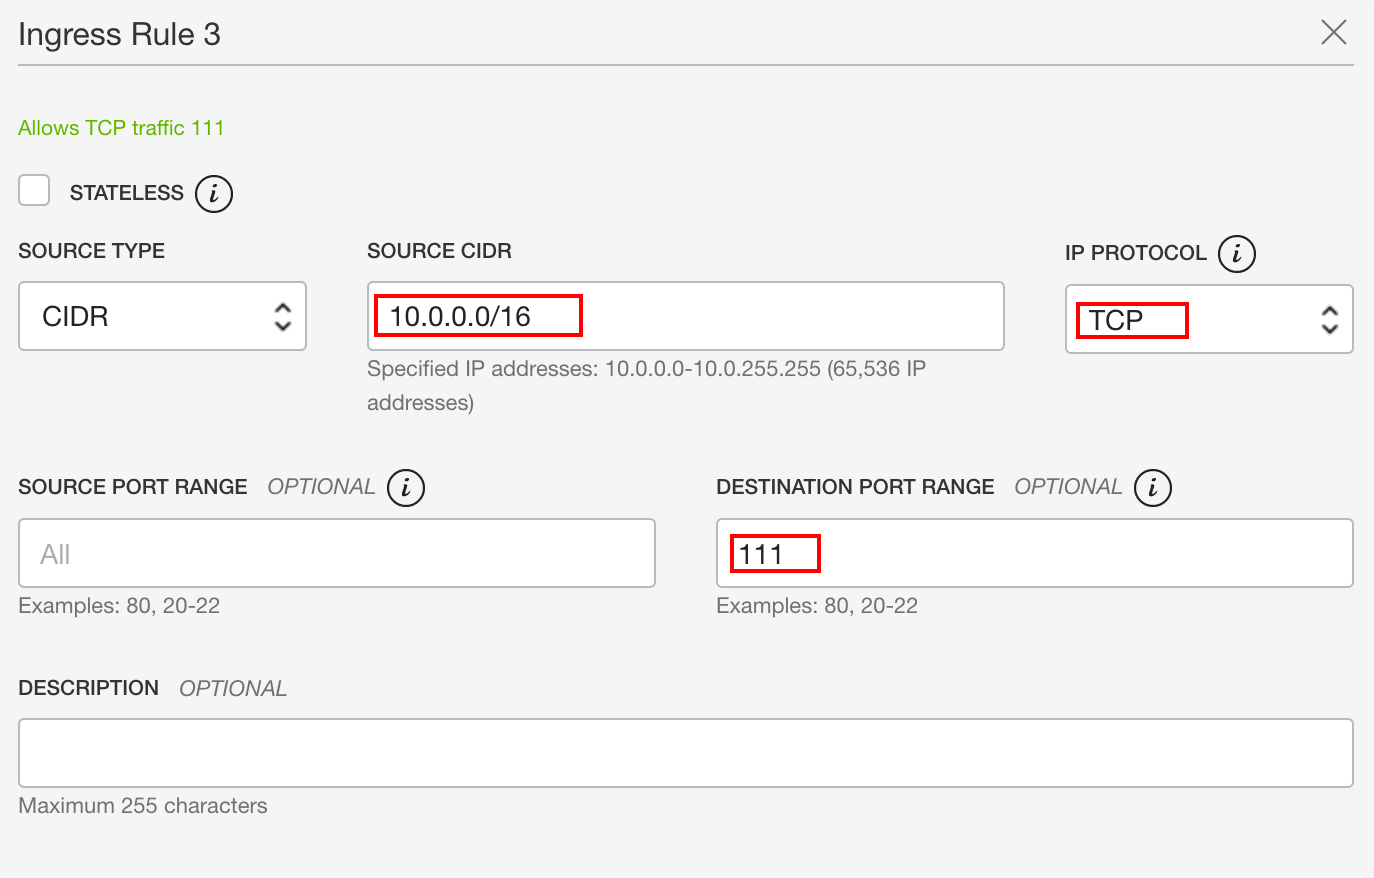 Ingress Rule 3
Allows TCP traffic 111
STATELESS i
SOURCE TYPE
SOURCE CIDR
IP PROTOCOL i
CIDR
10.0.0.0/16
TCP
Specified IP addresses: 10.0.0.0-10.0.255.255 (65,536 IP
addresses)
SOURCE PORT RANGE OPTIONAL i
DESTINATION PORT RANGE OPTIONAL i
All
111
Examples: 80, 20-22
Examples: 80, 20-22
DESCRIPTION OPTIONAL
Maximum 255 characters